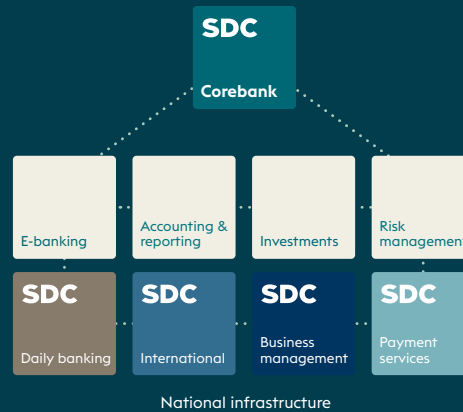 SDC
Corebank
E-banking
Accounting &
reporting
Investments
Risk
management
SDC
Daily banking
SDC
International
SDC
Business
management
SDC
Payment
services
National infrastructure